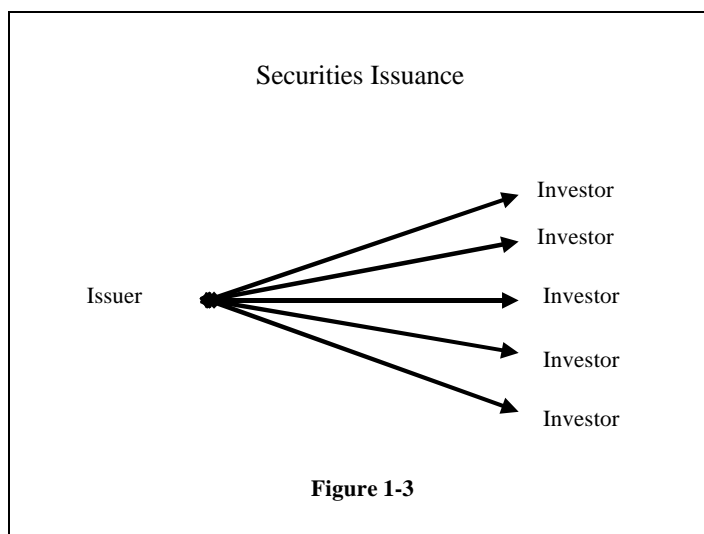 Securities Issuance
Investor
Investor
Issuer
Investor
Investor
Investor
Figure 1-3